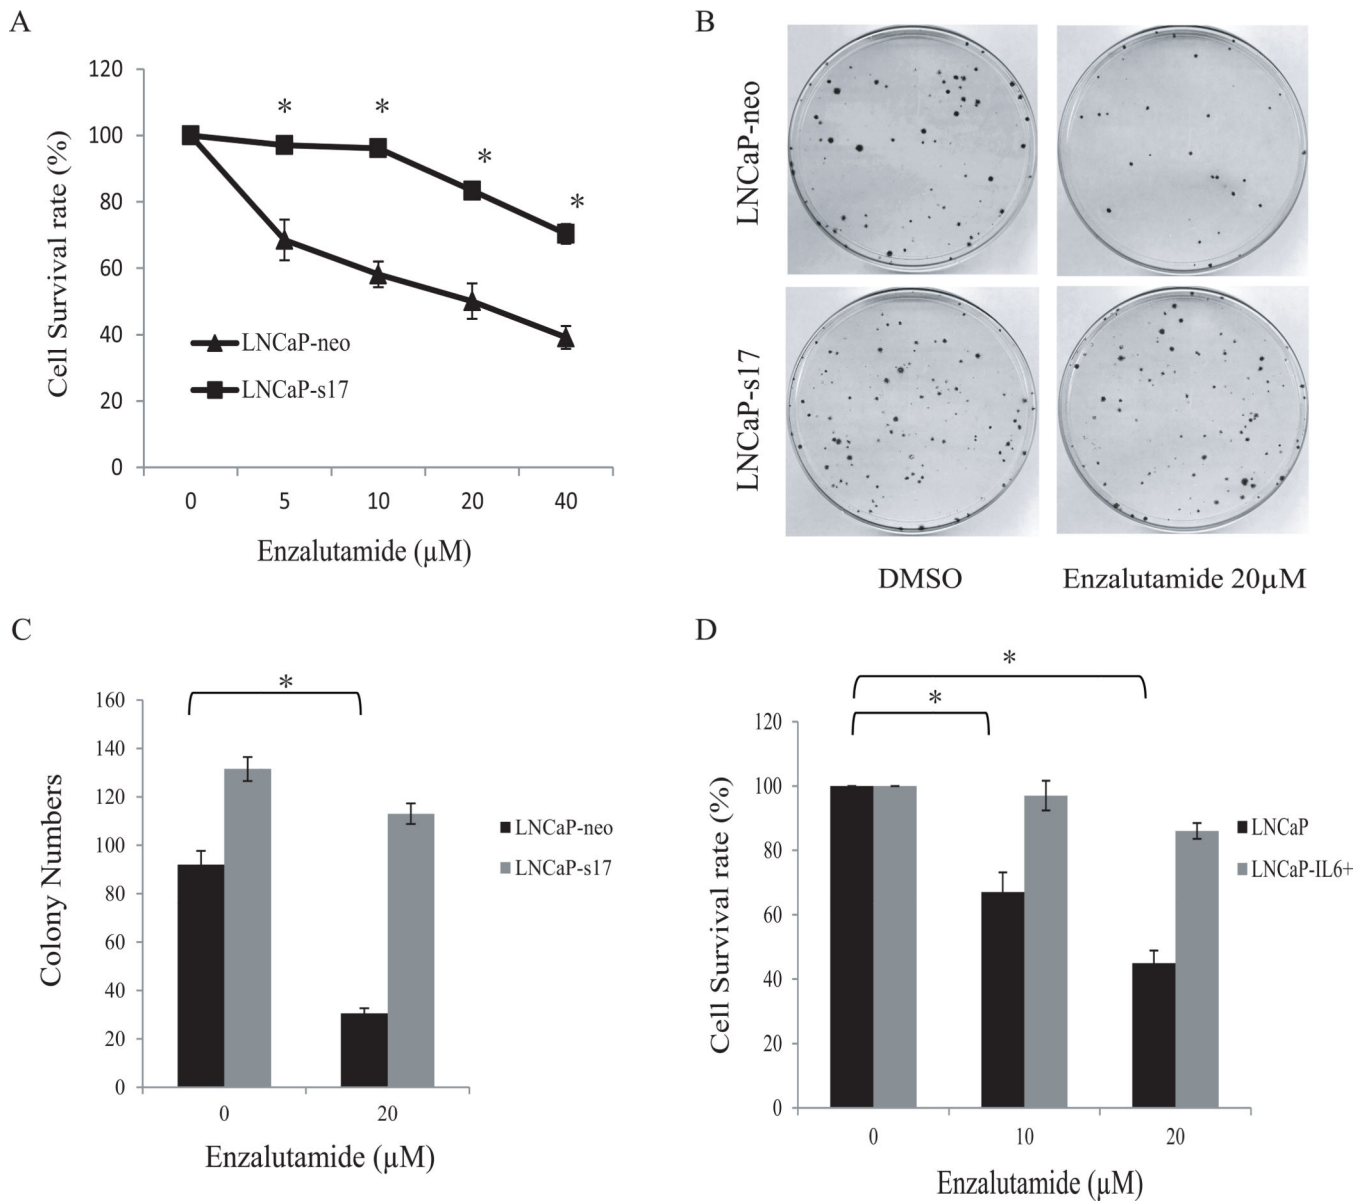 A
120
100
80
60
40
20
0
Cell Survival rate (%)
*
*
*
*
LNCaP-neo
LNCaP-s17
0 5 10 20 40
Enzalutamide (µM)
B
LNCaP-neo
LNCaP-s17
DMSO Enzalutamide 20µM
C
160
140
120
100
80
60
40
20
0
Colony Numbers
*
LNCaP-neo
LNCaP-s17
0 20
Enzalutamide (µM)
D
*
*
120
100
80
60
40
20
0
Cell Survival rate (%)
LNCaP
LNCaP-IL6+
0 10 20
Enzalutamide (µM)